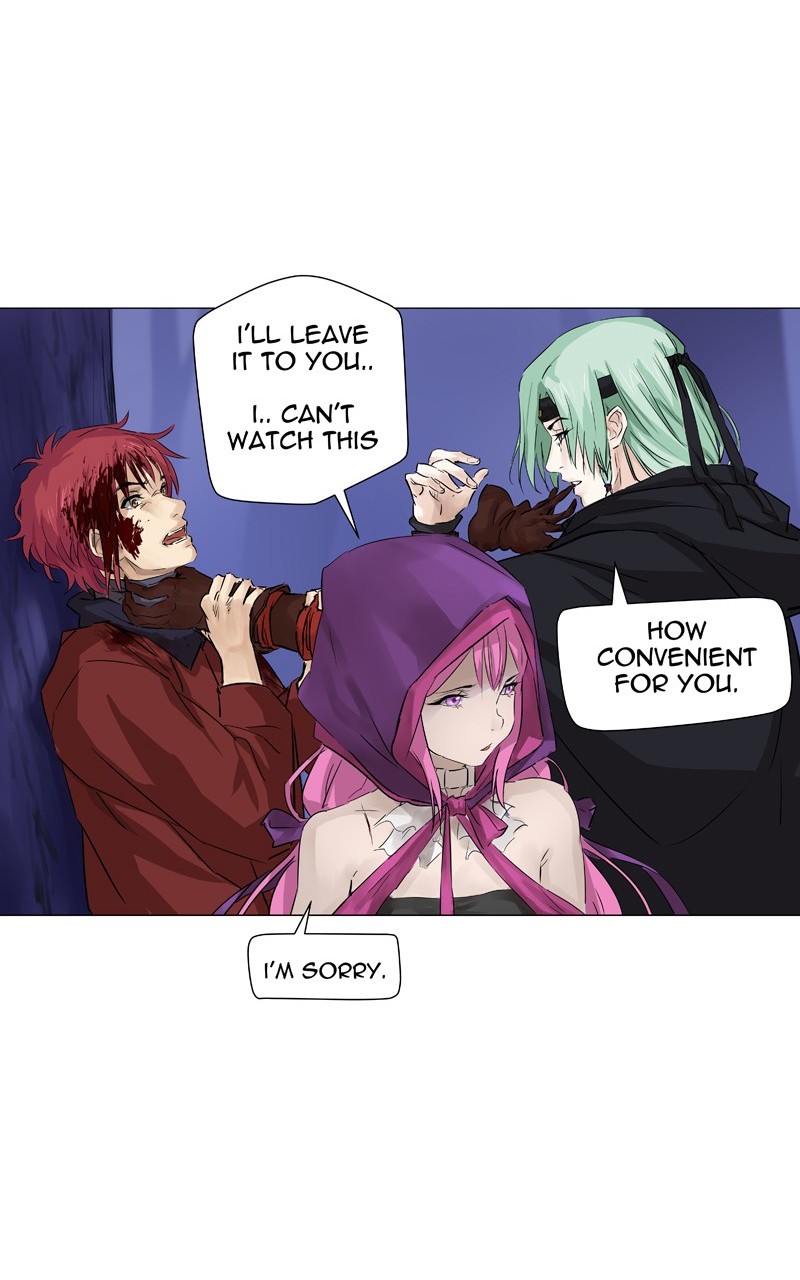 I'LL LEAVE
IT TO YOU..
I.. CAN'T
WATCH THIS
HOW
CONVENIENT
FOR YOU.
I'M SORRY.